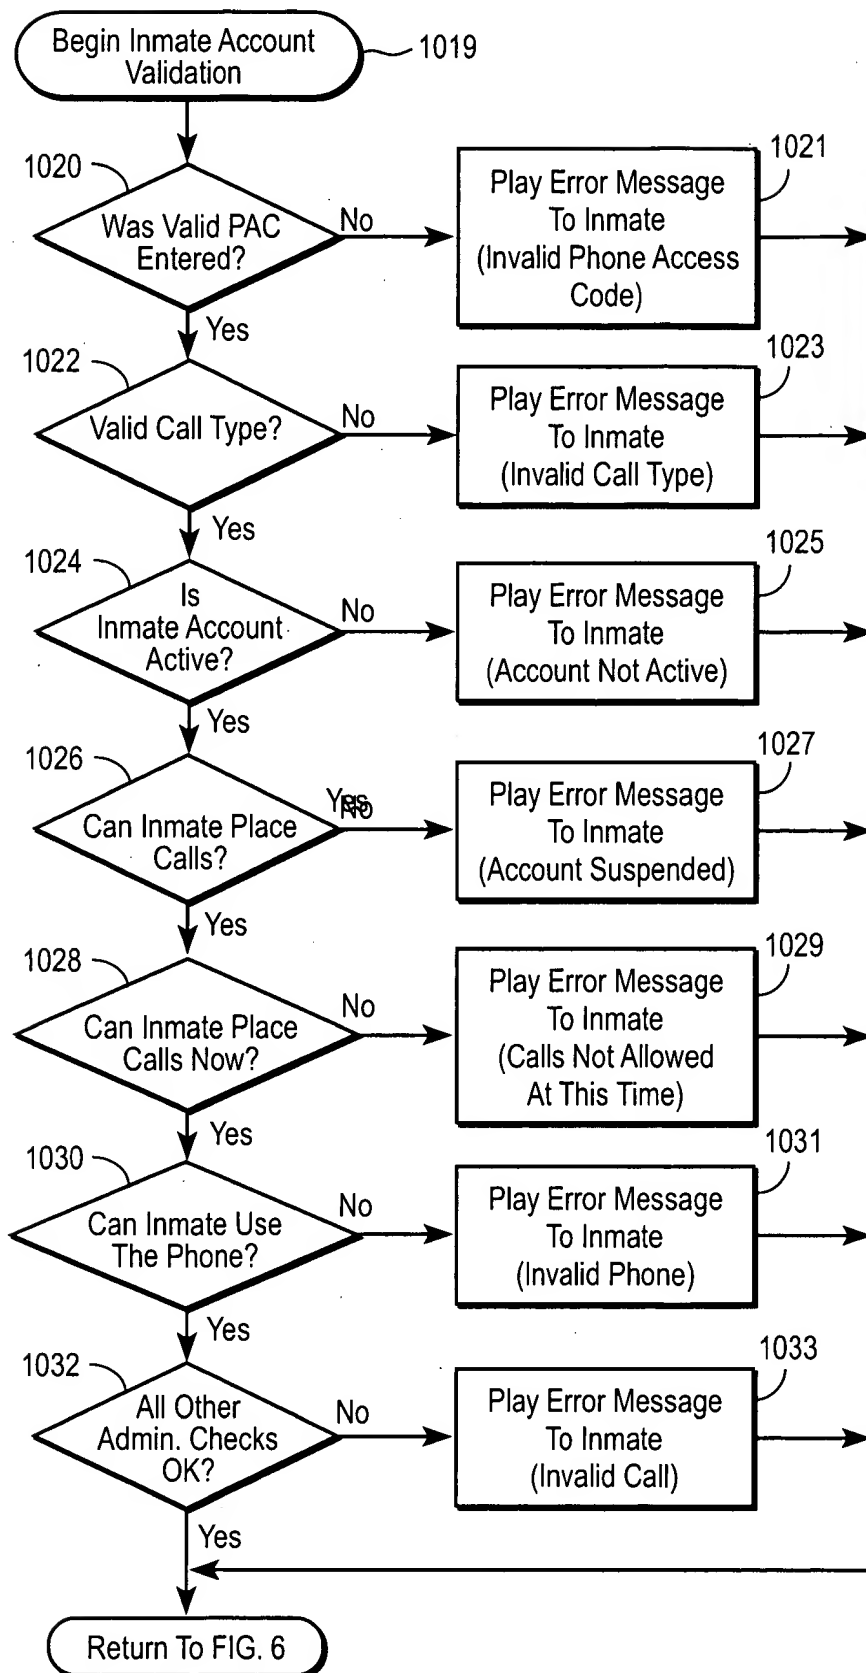 Begin Inmate Account
Validation
1019
1020
Was Valid PAC
Entered?
No
Play Error Message
To Inmate
(Invalid Phone Access
Code)
1021
Yes
1022
Valid Call Type?
No
Play Error Message
To Inmate
(Invalid Call Type)
1023
Yes
1024
Is
Inmate Account
Active?
No
Play Error Message
To Inmate
(Account Not Active)
1025
Yes
1026
Can Inmate Place
Calls?
Yes
No
Play Error Message
To Inmate
(Account Suspended)
1027
Yes
1028
Can Inmate Place
Calls Now?
No
Play Error Message
To Inmate
(Calls Not Allowed
At This Time)
1029
Yes
1030
Can Inmate Use
The Phone?
No
Play Error Message
To Inmate
(Invalid Phone)
1031
Yes
1032
All Other
Admin. Checks
OK?
No
Play Error Message
To Inmate
(Invalid Call)
1033
Yes
Return To FIG. 6